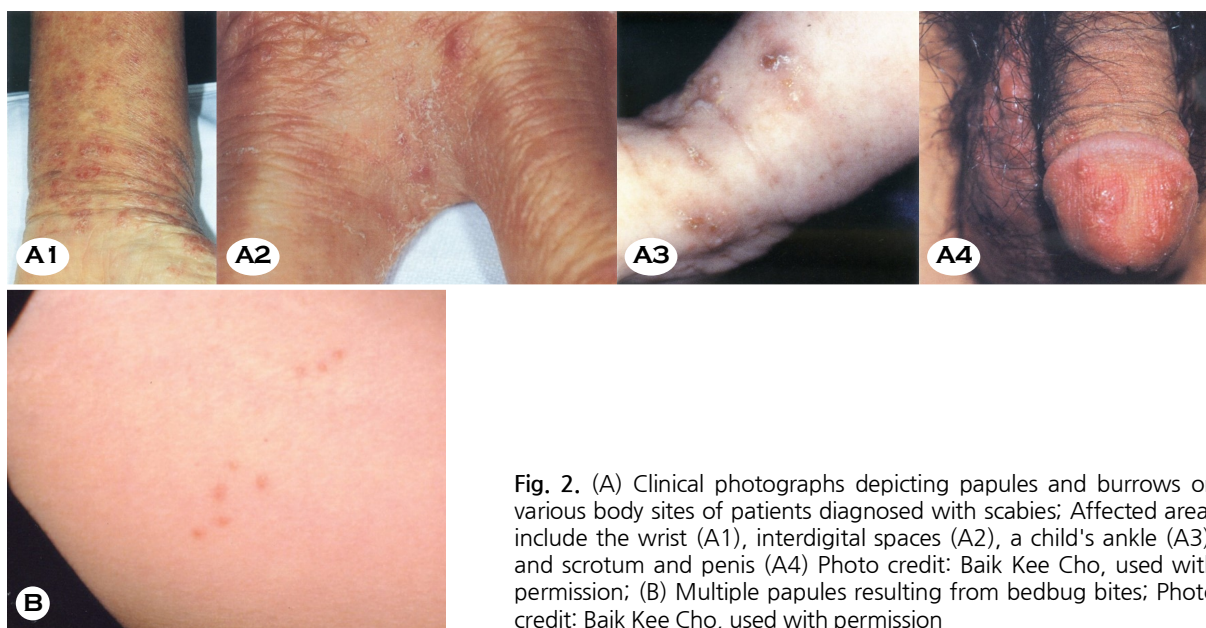 A1
A2
A3
A4
B
Fig. 2. (A) Clinical photographs depicting papules and burrows on
various body sites of patients diagnosed with scabies; Affected area
include the wrist (A1), interdigital spaces (A2), a child's ankle (A3)
and scrotum and penis (A4) Photo credit: Baik Kee Cho, used with
permission; (B) Multiple papules resulting from bedbug bites; Photo
credit: Baik Kee Cho, used with permission